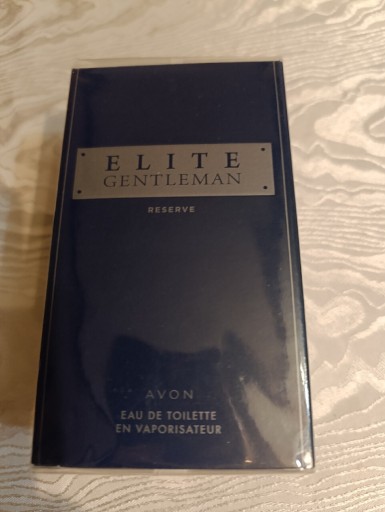 ELITE
GENTLEMAN
RESERVE
AVON
EAU DE TOILETTE
EN VAPORISATEUR